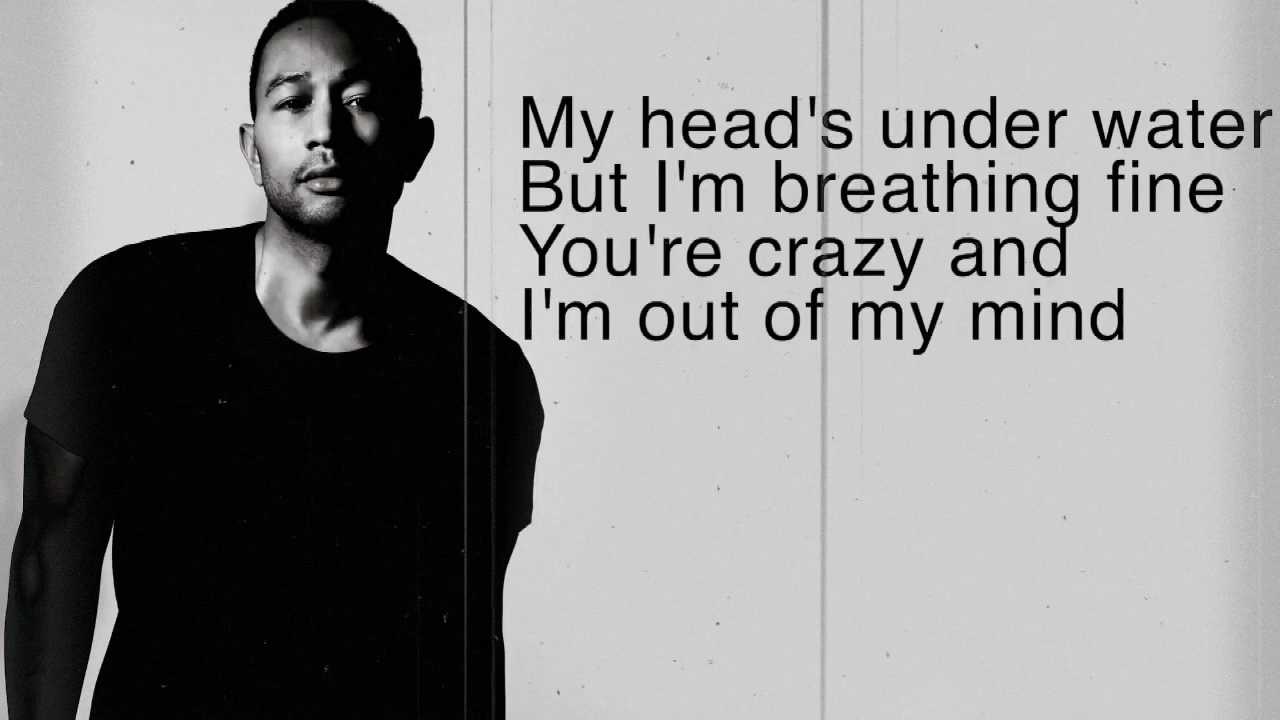 My head's under water
But I'm breathing fine
You're crazy and
I'm out of my mind